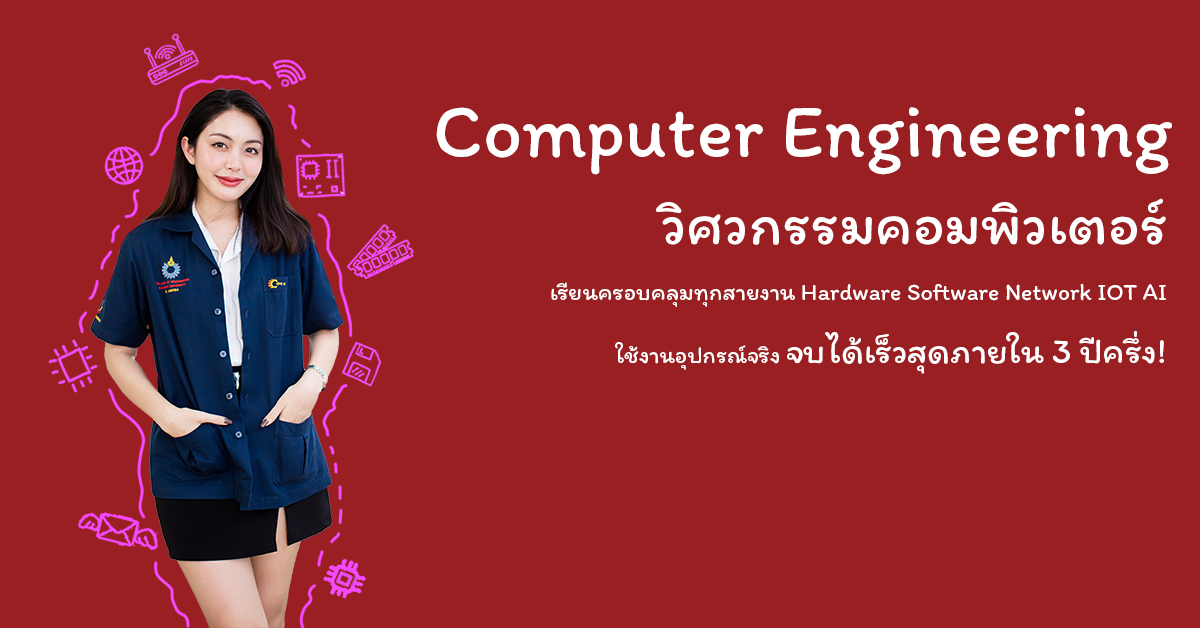 Computer Engineering
วิศวกรรมคอมพิวเตอร์
เรียนครอบคลุมทุกสายงาน Hardware Software Network IOT AI
ใช้งานอุปกรณ์จริง จบได้เร็วสุดภายใน 3 ปีครึ่ง!